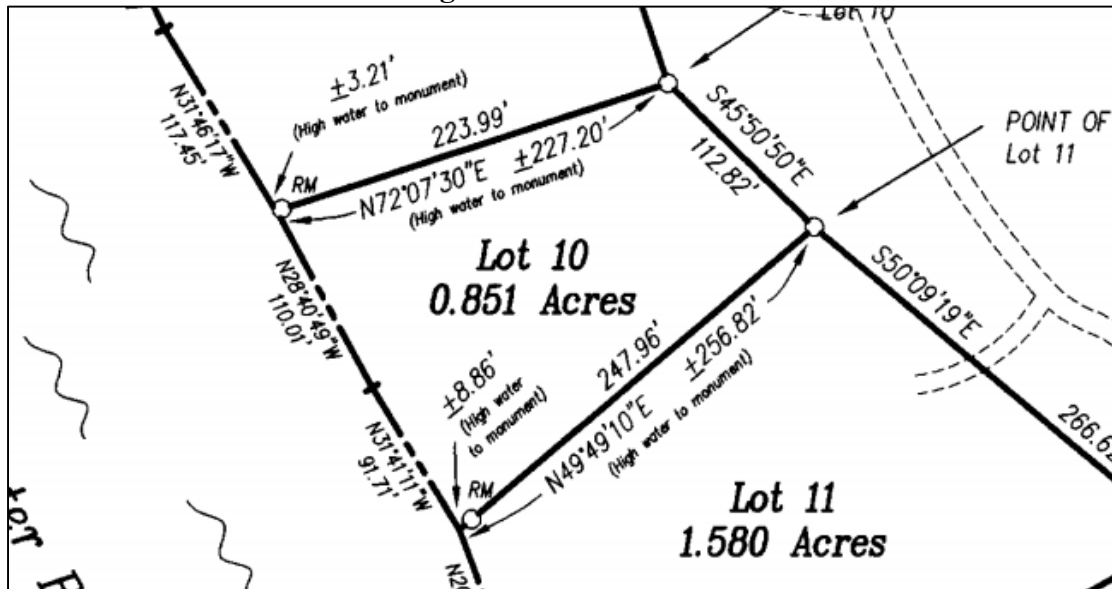 Lot 10
±3.21'
(High water to monument)
N31°46'17"W
117.45'
223.99'
S45°50'50"E
112.82'
POINT OF
Lot 11
RM
N72°07'30"E ±227.20'
(High water to monument)
Lot 10
0.851 Acres
N28°40'49"W
110.01'
S50°09'19"E
247.96'
±8.86'
(High water
to monument)
N49°49'10"E ±256.82'
(High water to monument)
N31°41'11"W
91.71'
RM
Lot 11
1.580 Acres